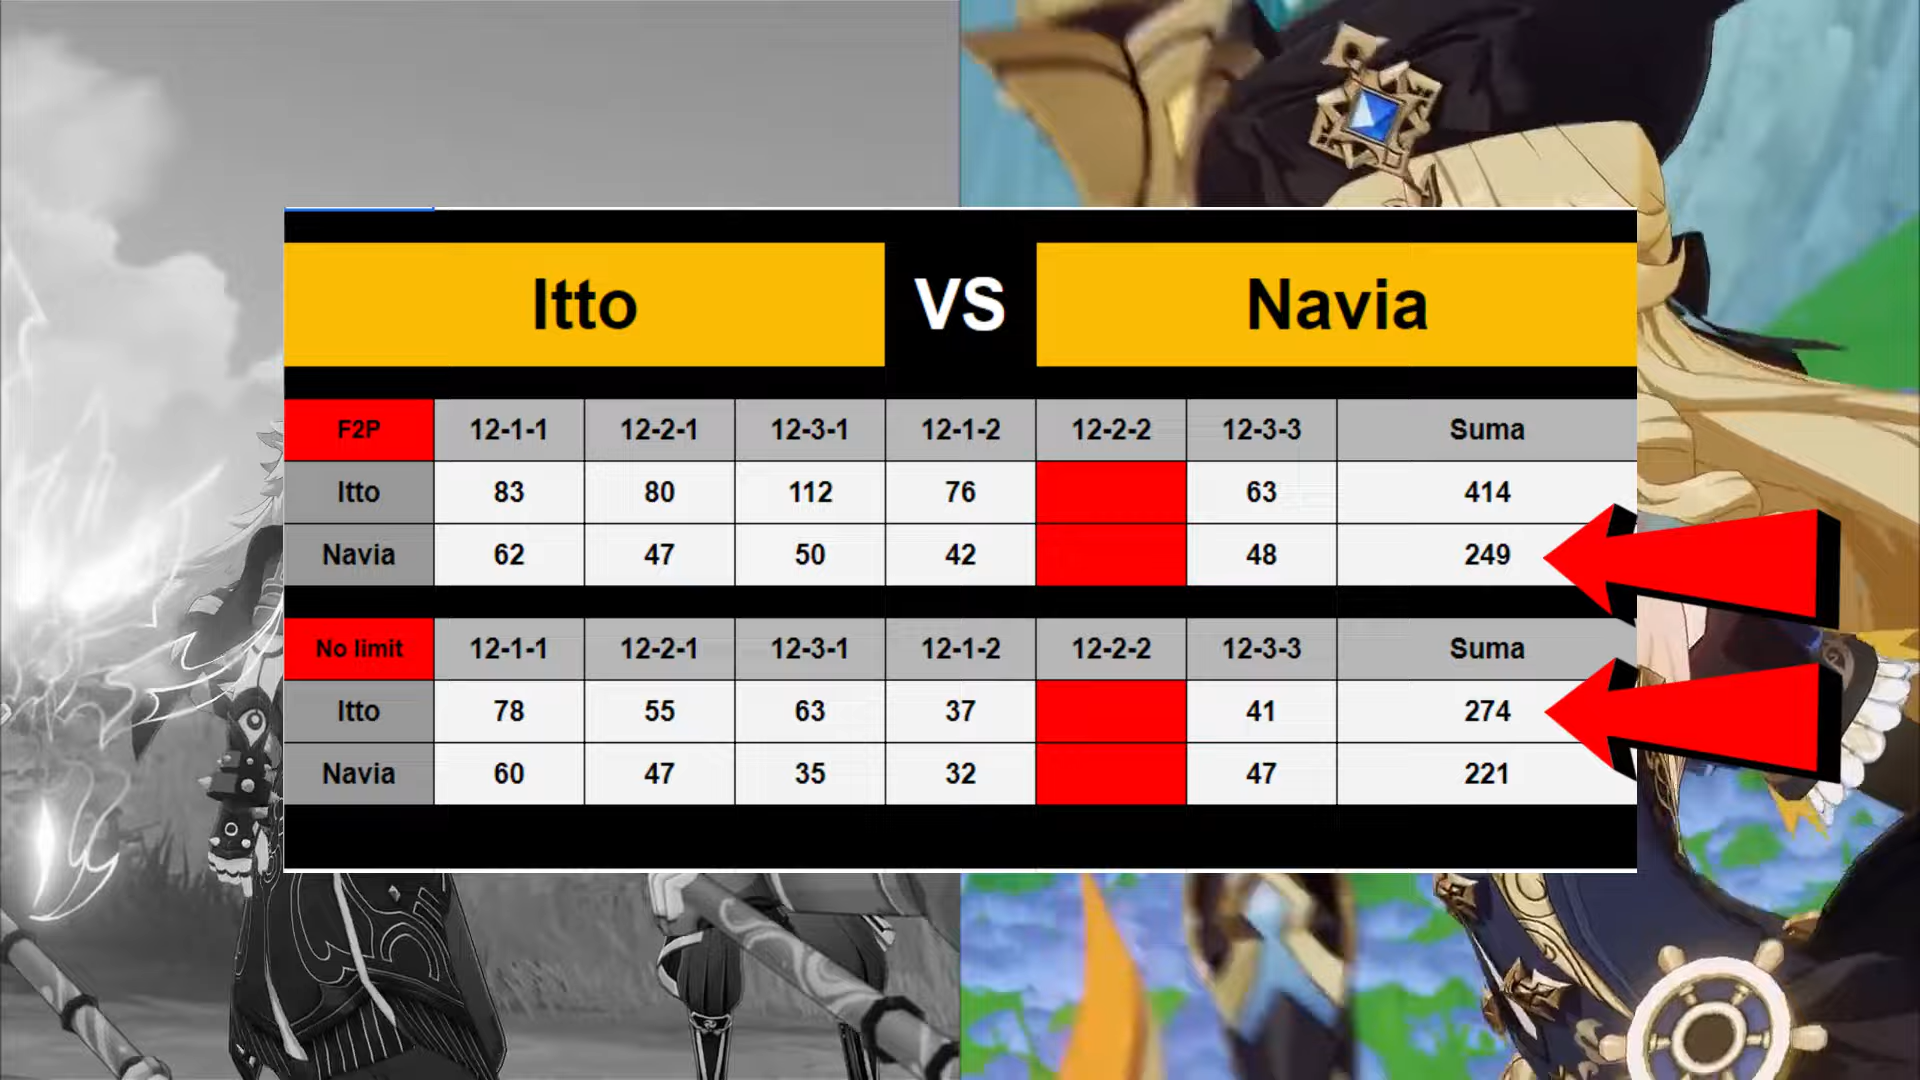 Itto VS Navia
F2P 12-1-1 12-2-1 12-3-1 12-1-2 12-2-2 12-3-3 Suma
Itto 83 80 112 76 63 414
Navia 62 47 50 42 48 249
No limit 12-1-1 12-2-1 12-3-1 12-1-2 12-2-2 12-3-3 Suma
Itto 78 55 63 37 41 274
Navia 60 47 35 32 47 221